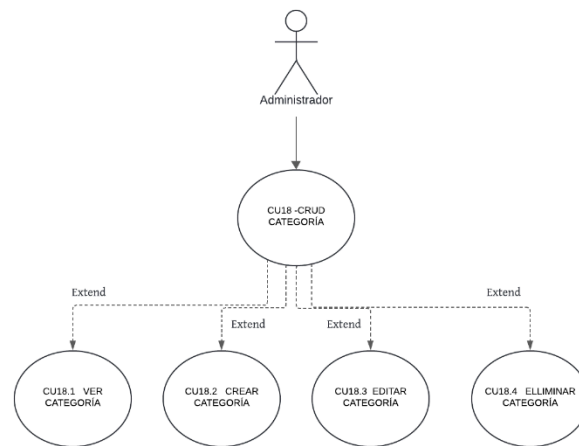 Administrador
CU18 -CRUD
CATEGORÍA
Extend
Extend
Extend
Extend
CU18.1 VER
CATEGORÍA
CU18.2 CREAR
CATEGORÍA
CU18.3 EDITAR
CATEGORÍA
CU18.4 ELLIMINAR
CATEGORÍA